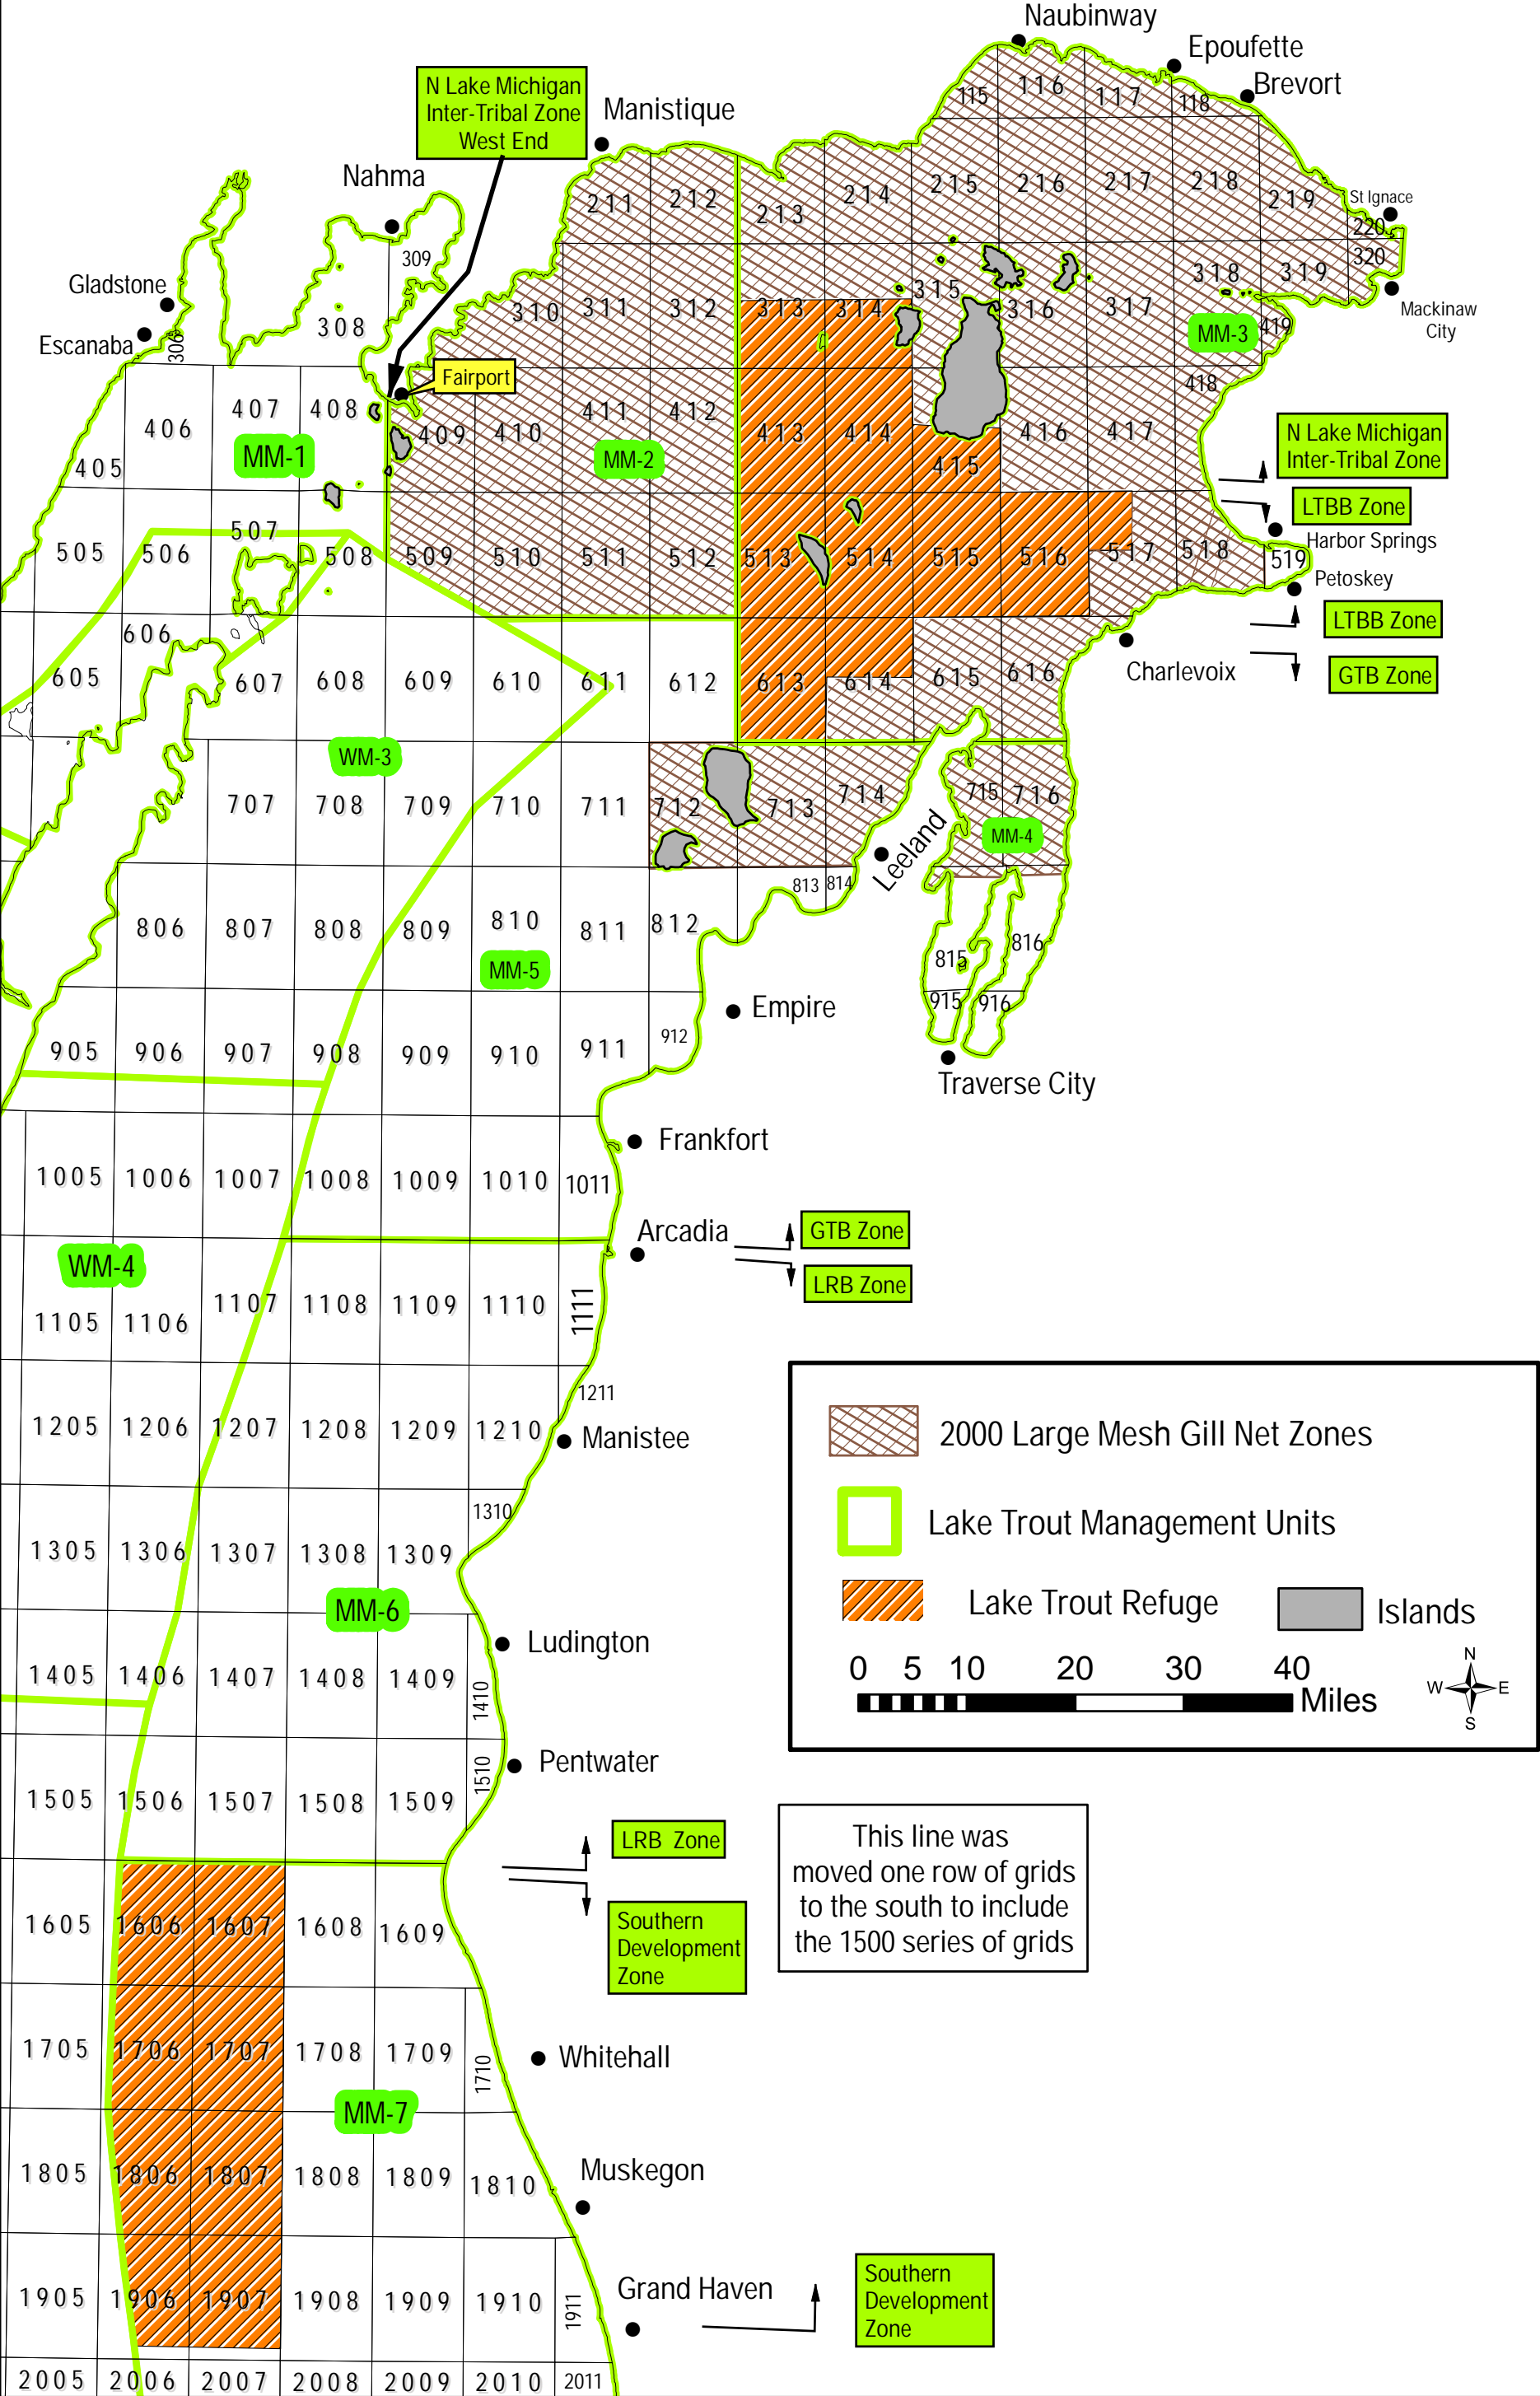 Naubinway
Epoufette
Brevort
N Lake Michigan
Inter-Tribal Zone
West End
Manistique
Nahma
115 116 117 118
211 212 213 214 215 216 217 218 219
St Ignace
220
320
309
Gladstone
308
310 311 312 313 314 315 316 317 318 319
Mackinaw
City
Escanaba
306
MM-3
419
Fairport
418
406 407 408
409 410 411 412 413 414 415 416 417
405
MM-1
MM-2
N Lake Michigan
Inter-Tribal Zone
LTBB Zone
Harbor Springs
505 506 507 508 509 510 511 512 513 514 515 516 517 518 519
Petoskey
LTBB Zone
GTB Zone
Charlevoix
605 606 607 608 609 610 611 612 613 614 615 616
WM-3
707 708 709 710 711 712 713 714 715 716
MM-4
Leeland
813 814
806 807 808 809 810 811 812
815 816
MM-5
915 916
Empire
905 906 907 908 909 910 911 912
Traverse City
Frankfort
1005 1006 1007 1008 1009 1010 1011
Arcadia
GTB Zone
LRB Zone
WM-4
1105 1106 1107 1108 1109 1110 1111
1205 1206 1207 1208 1209 1210 1211
Manistee
1305 1306 1307 1308 1309 1310
MM-6
Ludington
1405 1406 1407 1408 1409 1410
Pentwater
1505 1506 1507 1508 1509 1510
2000 Large Mesh Gill Net Zones
Lake Trout Management Units
Lake Trout Refuge
Islands
0 5 10 20 30 40
Miles
N
W E
S
LRB Zone
Southern
Development
Zone
This line was
moved one row of grids
to the south to include
the 1500 series of grids
1605 1606 1607 1608 1609
1705 1706 1707 1708 1709 1710
Whitehall
MM-7
1805 1806 1807 1808 1809 1810
Muskegon
1905 1906 1907 1908 1909 1910 1911
Grand Haven
Southern
Development
Zone
2005 2006 2007 2008 2009 2010 2011